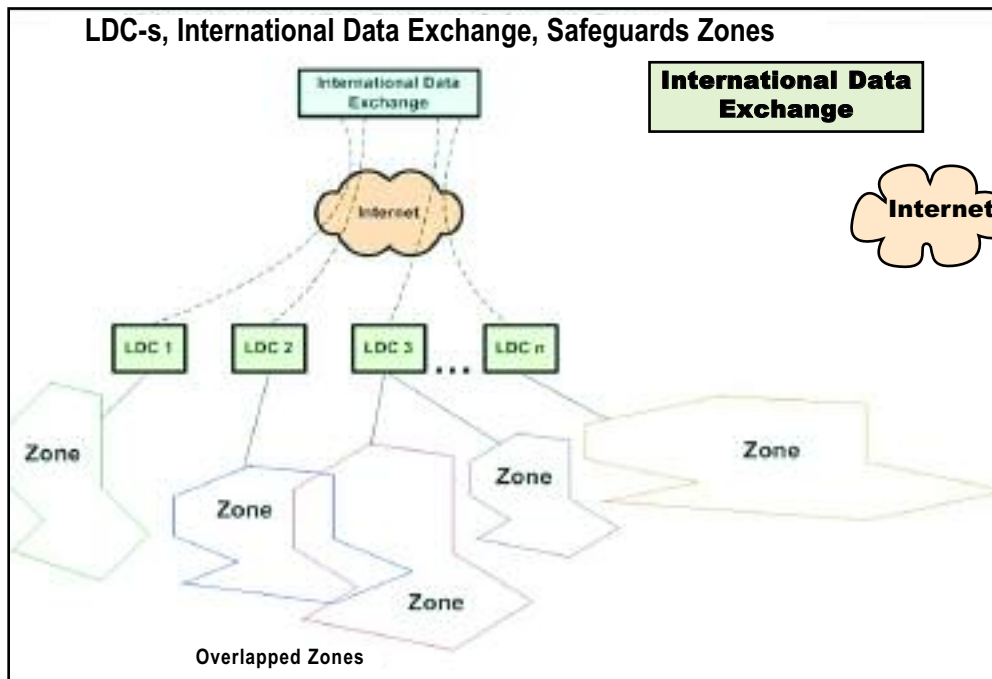 LDC-s, International Data Exchange, Safeguards Zones
International Data
Exchange
International Data
Exchange
Internet
Internet
LDC 1
LDC 2
LDC 3
...
LDC n
Zone
Zone
Zone
Zone
Zone
Overlapped Zones